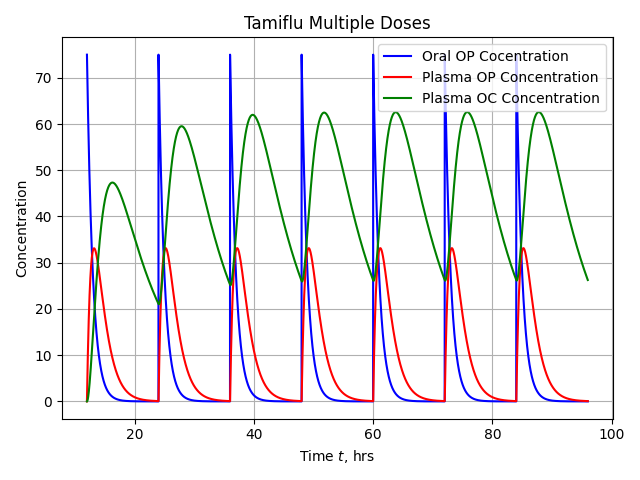 Tamiflu Multiple Doses
Oral OP Cocentration
Plasma OP Concentration
Plasma OC Concentration
Concentration
70
60
50
40
30
20
10
0
20
40
60
80
100
Time t, hrs